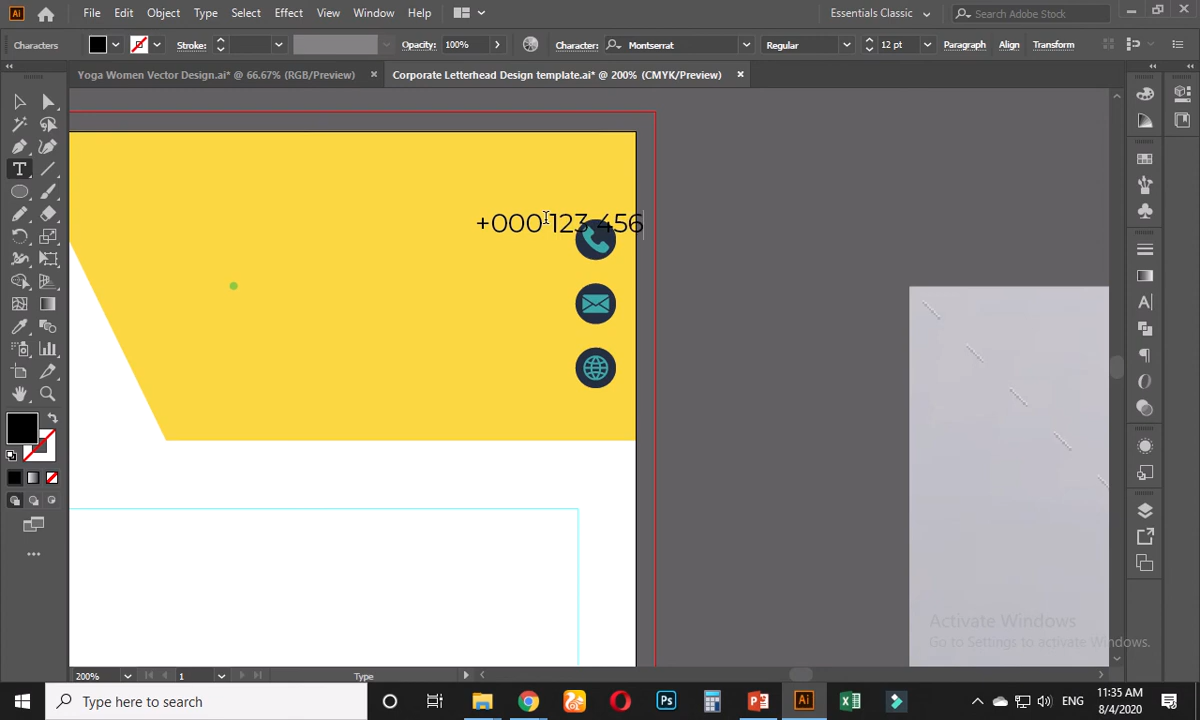 File Edit Object Type Select Effect View Window Help
Essentials Classic
Search Adobe Stock
Characters
Stroke:
Opacity: 100%
Character: Montserrat
Regular
12 pt
Paragraph Align Transform
Yoga Women Vector Design.ai* @ 66.67% (RGB/Preview)
Corporate Letterhead Design template.ai* @ 200% (CMYK/Preview)
+000 123 456
Activate Windows
Go to Settings to activate Windows.
200%
1
Type
Type here to search
ENG
11:35 AM
8/4/2020